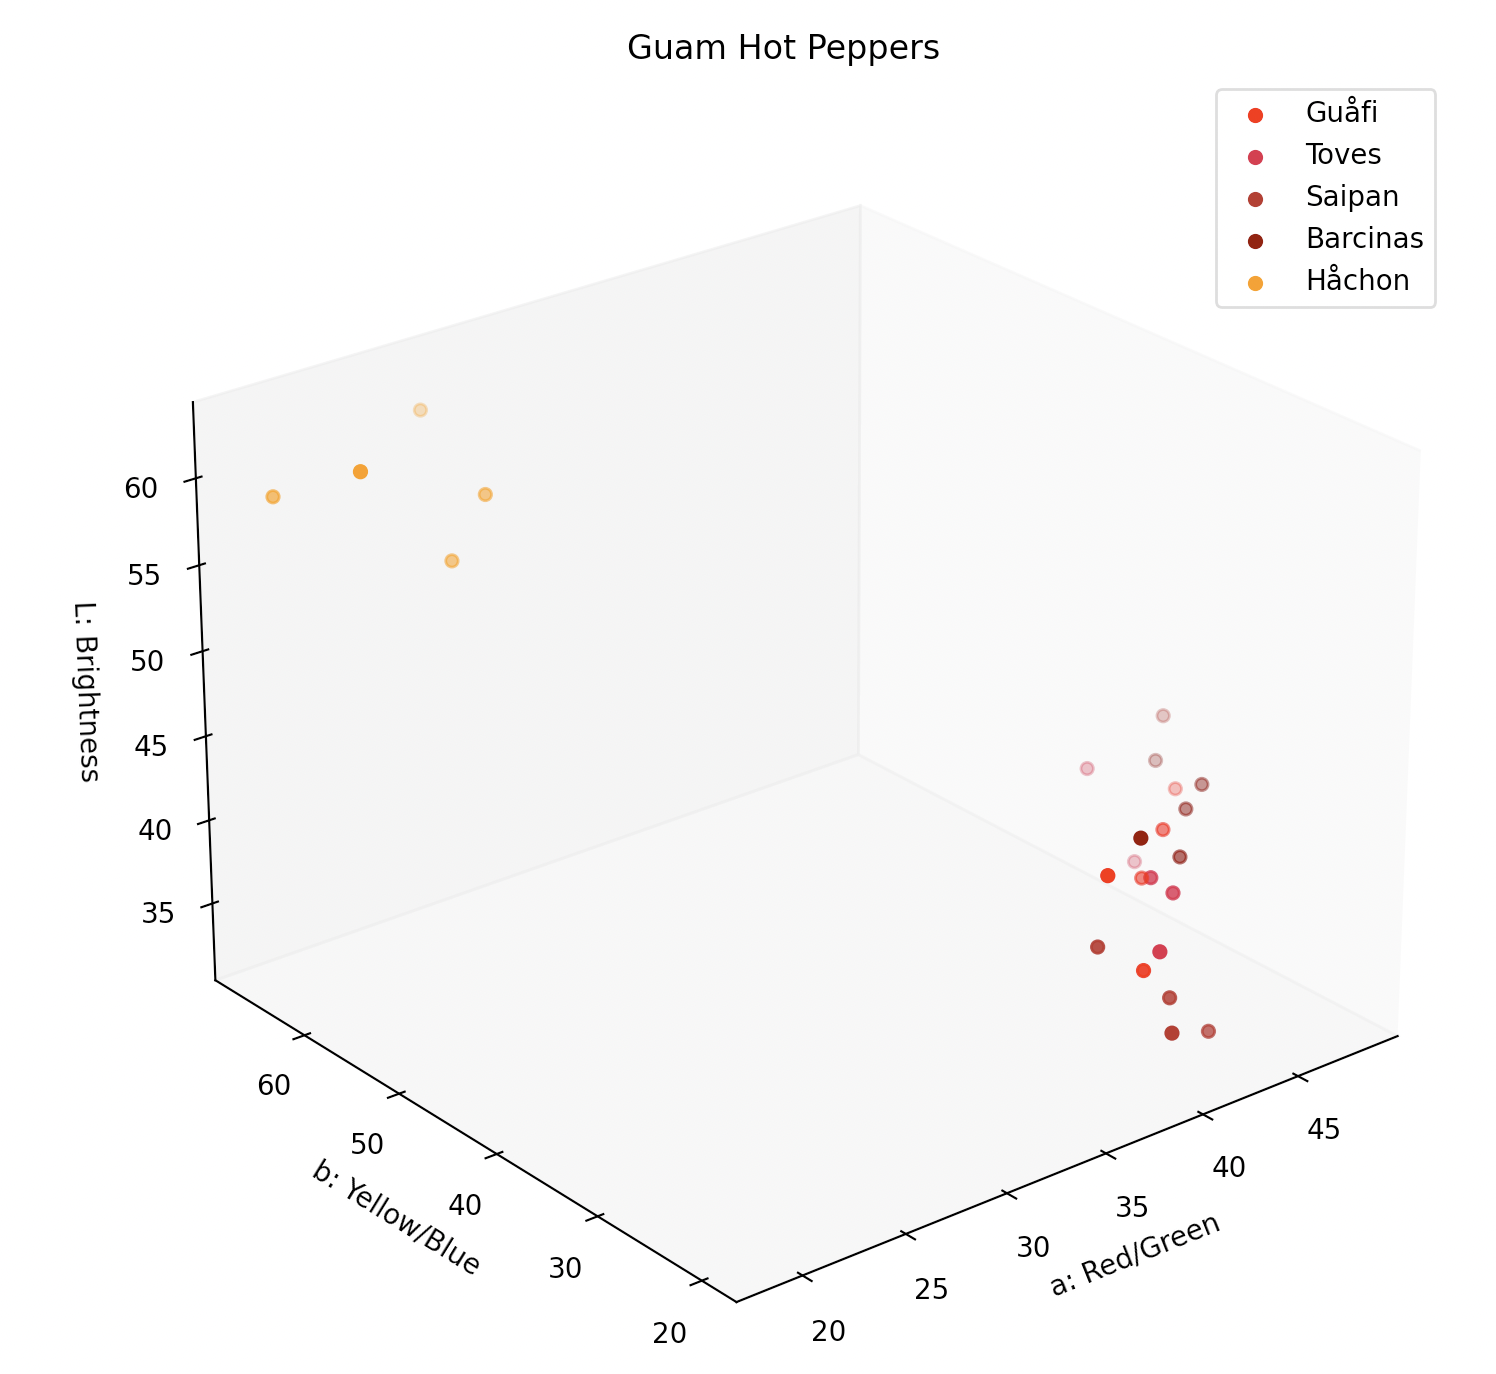 Guam Hot Peppers
Guåfi
Toves
Saipan
Barcinas
Håchon
60
55
50
45
40
35
L: Brightness
60
50
40
30
20
b: Yellow/Blue
20
25
30
35
40
45
a: Red/Green